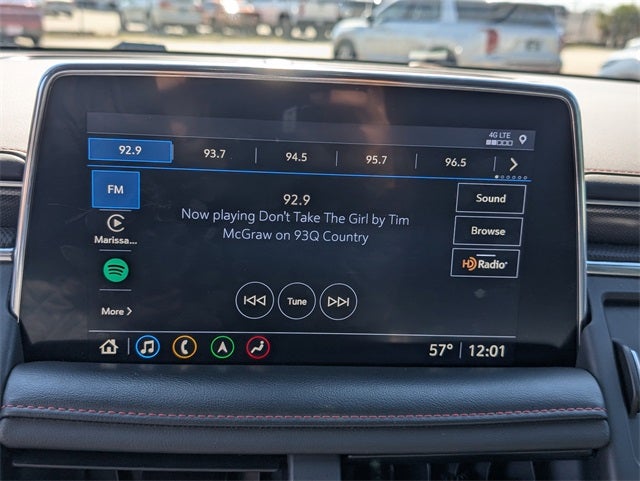 4G LTE
92.9 93.7 94.5 95.7 96.5
FM
92.9
Now playing Don't Take The Girl by Tim
McGraw on 93Q Country
Sound
Browse
HD Radio
Marissa...
More
Tune
57° 12:01